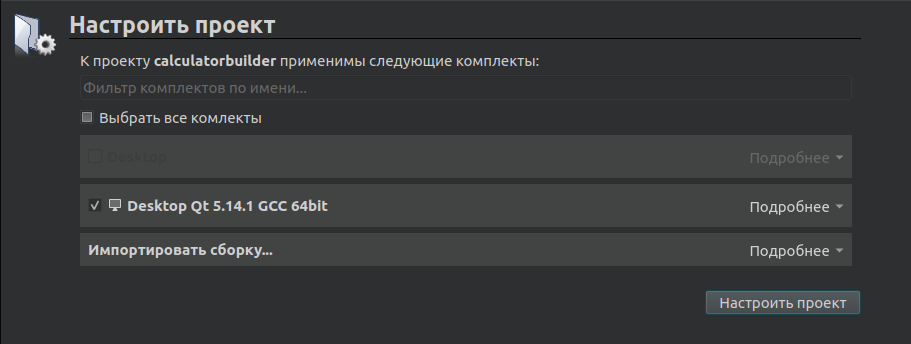 Настроить проект
К проекту calculatorbuilder применимы следующие комплекты:
Фильтр комплектов по имени...
Выбрать все комлекты
Desktop Подробнее
Desktop Qt 5.14.1 GCC 64bit Подробнее
Импортировать сборку... Подробнее
Настроить проект